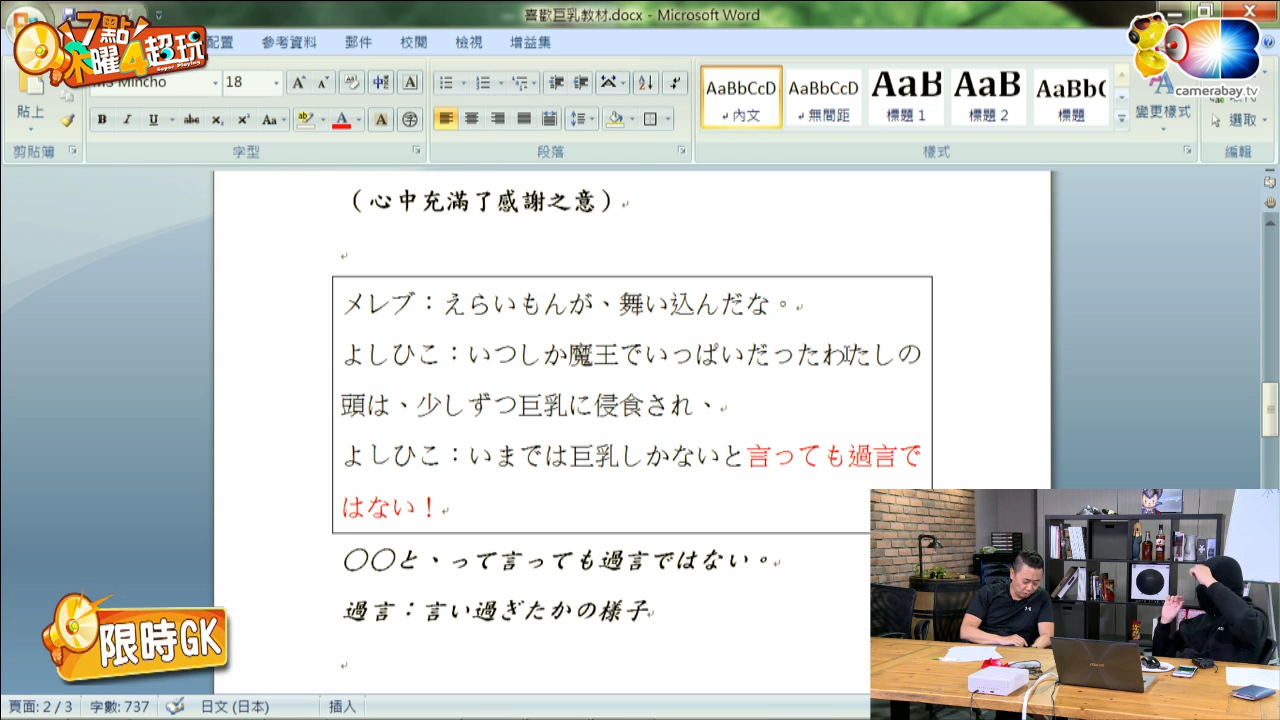 喜歡巨乳教材.docx - Microsoft Word
7點
木曜4超玩
Super Playing
配置 參考資料 郵件 校閱 檢視 增益集
camerabay.tv
Mincho 18
貼上
AaBbCcD AaBbCcD AaB AaB AaBb
內文 無間距 標題 1 標題 2 標題
變更樣式
選取
剪貼簿 字型 段落 樣式 編輯
（心中充滿了感謝之意）
メレブ：えらいもんが、舞い込んだな。
よしひこ：いつしか魔王でいっぱいだったわたしの
頭は、少しずつ巨乳に侵食され、
よしひこ：いまでは巨乳しかないと言っても過言で
はない！
〇〇と、って言っても過言ではない。
過言：言い過ぎたかの様子
限時GK
頁面: 2 / 3 字數: 737 日文 (日本) 插入